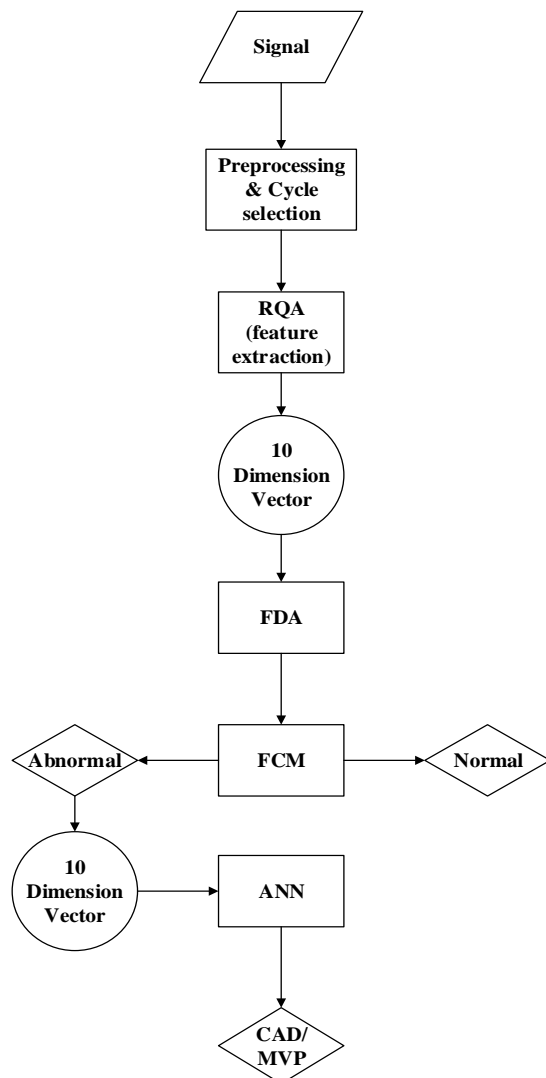 Signal
Preprocessing
& Cycle
selection
RQA
(feature
extraction)
10
Dimension
Vector
FDA
Abnormal
FCM
Normal
10
Dimension
Vector
ANN
CAD/
MVP